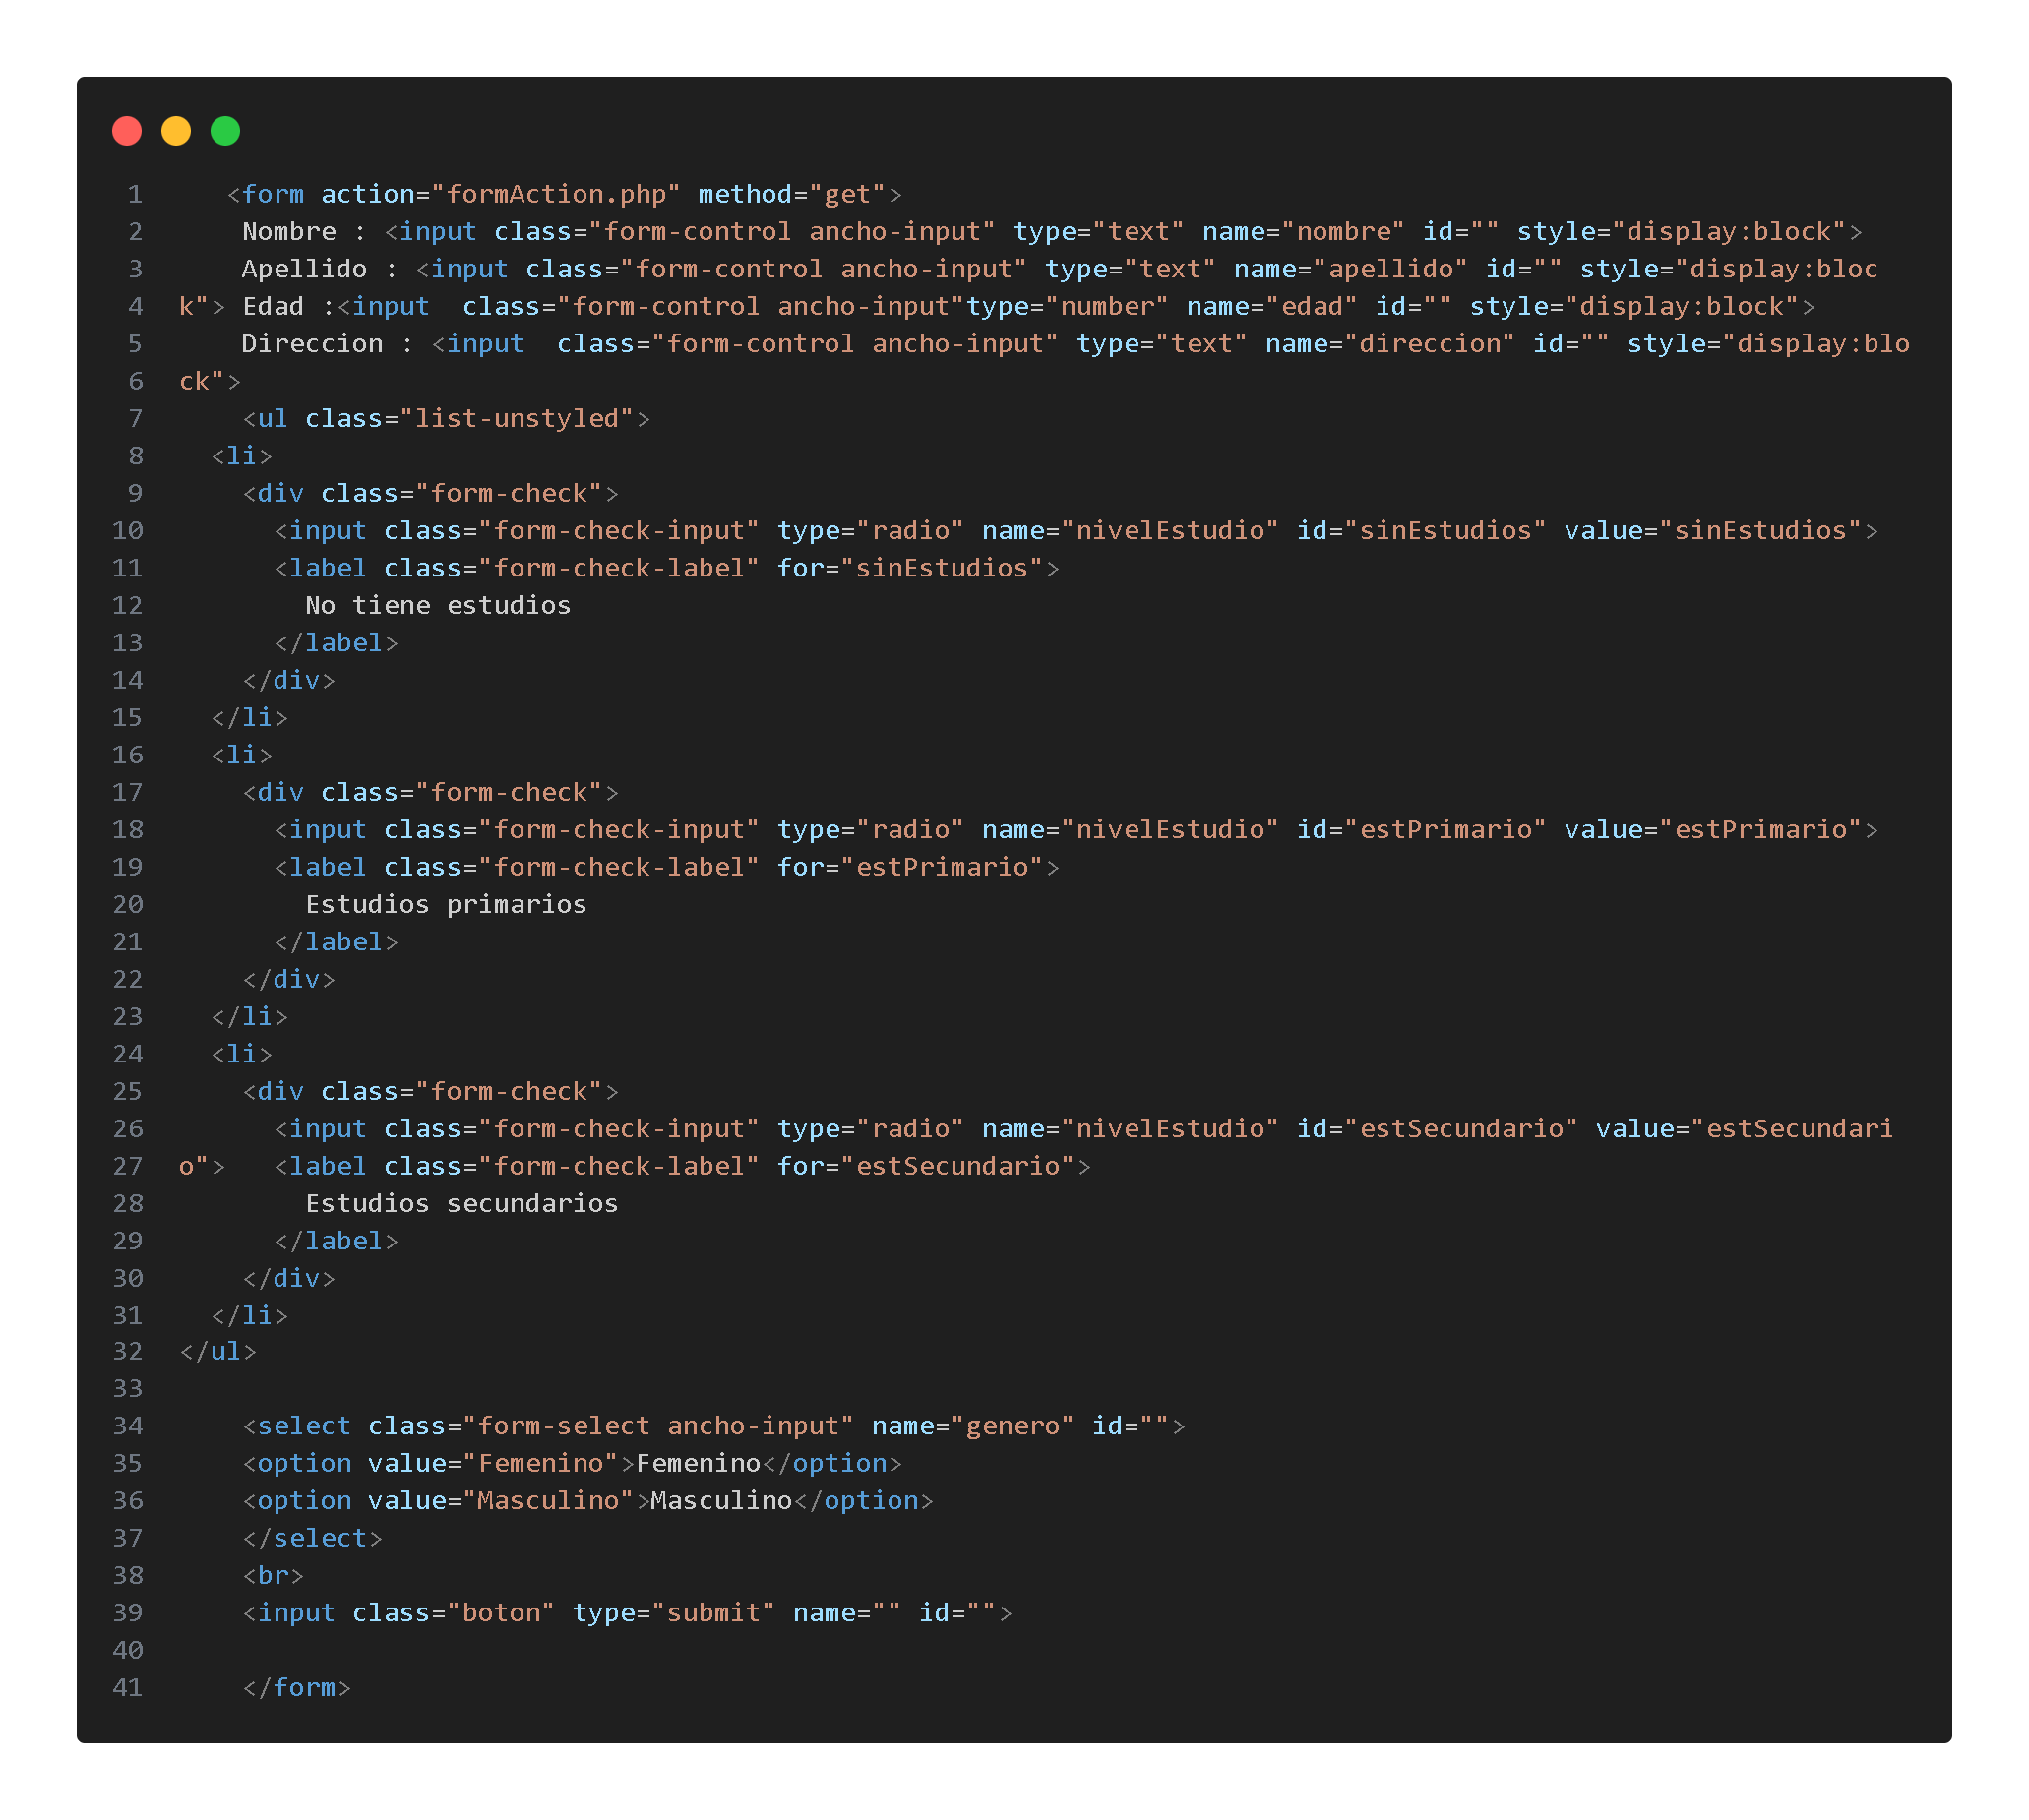 1    <form action="formAction.php" method="get">
2     Nombre : <input class="form-control ancho-input" type="text" name="nombre" id="" style="display:block">
3     Apellido : <input class="form-control ancho-input" type="text" name="apellido" id="" style="display:bloc
4 k"> Edad :<input  class="form-control ancho-input"type="number" name="edad" id="" style="display:block">
5     Direccion : <input  class="form-control ancho-input" type="text" name="direccion" id="" style="display:blo
6 ck">
7     <ul class="list-unstyled">
8   <li>
9     <div class="form-check">
10       <input class="form-check-input" type="radio" name="nivelEstudio" id="sinEstudios" value="sinEstudios">
11       <label class="form-check-label" for="sinEstudios">
12         No tiene estudios
13       </label>
14     </div>
15   </li>
16   <li>
17     <div class="form-check">
18       <input class="form-check-input" type="radio" name="nivelEstudio" id="estPrimario" value="estPrimario">
19       <label class="form-check-label" for="estPrimario">
20         Estudios primarios
21       </label>
22     </div>
23   </li>
24   <li>
25     <div class="form-check">
26       <input class="form-check-input" type="radio" name="nivelEstudio" id="estSecundario" value="estSecundari
27 o">   <label class="form-check-label" for="estSecundario">
28         Estudios secundarios
29       </label>
30     </div>
31   </li>
32 </ul>
33
34     <select class="form-select ancho-input" name="genero" id="">
35     <option value="Femenino">Femenino</option>
36     <option value="Masculino">Masculino</option>
37     </select>
38     <br>
39     <input class="boton" type="submit" name="" id="">
40
41     </form>